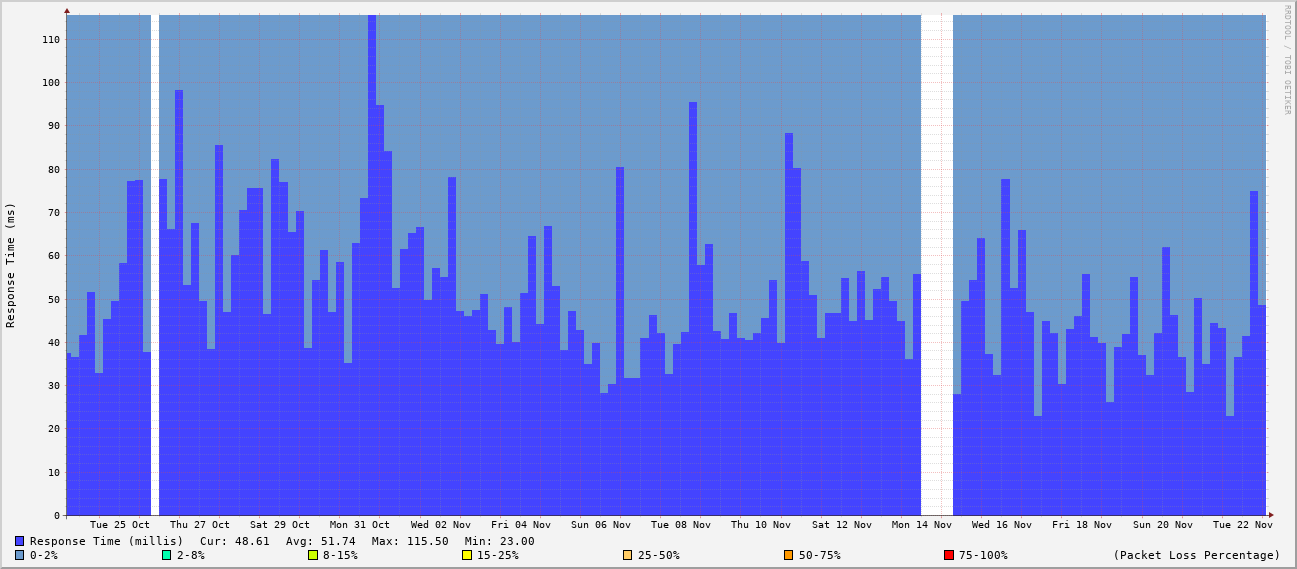 RRDTOOL / TOBI OETIKER
Response Time (ms)
110
100
90
80
70
60
50
40
30
20
10
0
Tue 25 Oct Thu 27 Oct Sat 29 Oct Mon 31 Oct Wed 02 Nov Fri 04 Nov Sun 06 Nov Tue 08 Nov Thu 10 Nov Sat 12 Nov Mon 14 Nov Wed 16 Nov Fri 18 Nov Sun 20 Nov Tue 22 Nov
Response Time (millis) Cur: 48.61 Avg: 51.74 Max: 115.50 Min: 23.00
0-2% 2-8% 8-15% 15-25% 25-50% 50-75% 75-100% (Packet Loss Percentage)